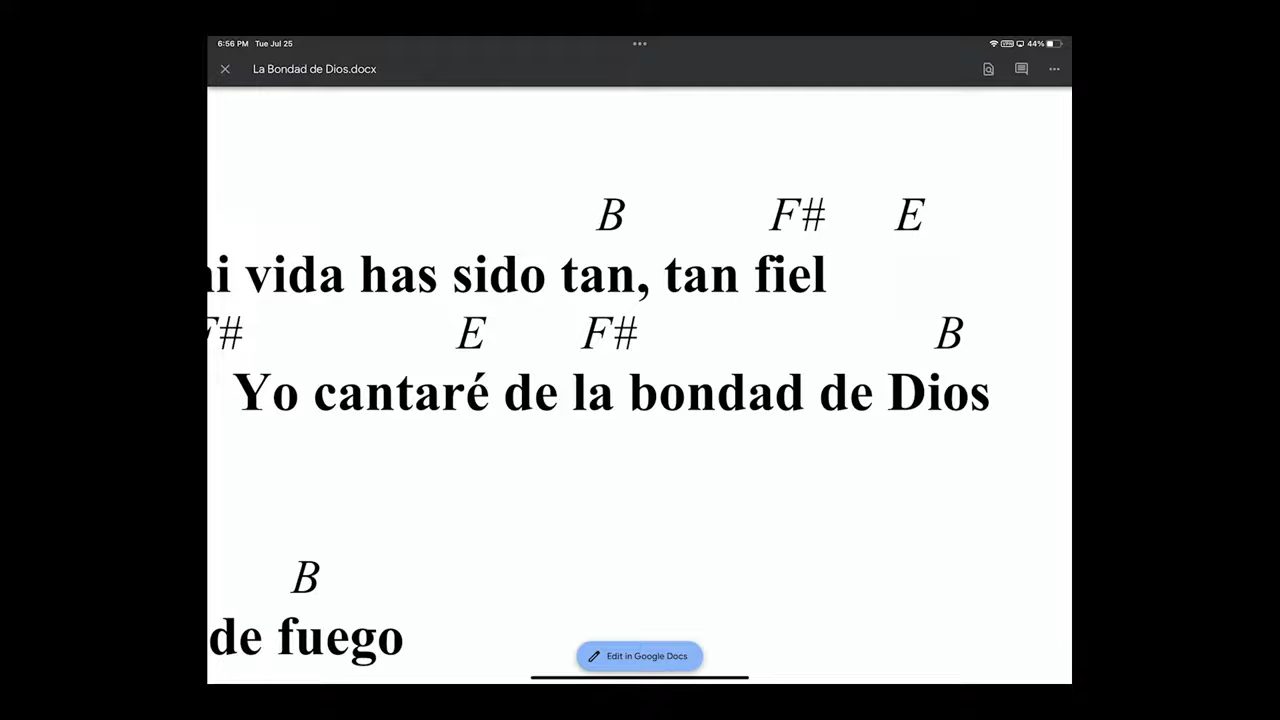 6:56 PM Tue Jul 25
VPN 44%
La Bondad de Dios.docx
B F# E
vida has sido tan, tan fiel
F# E F# B
Yo cantaré de la bondad de Dios
B
de fuego
Edit in Google Docs